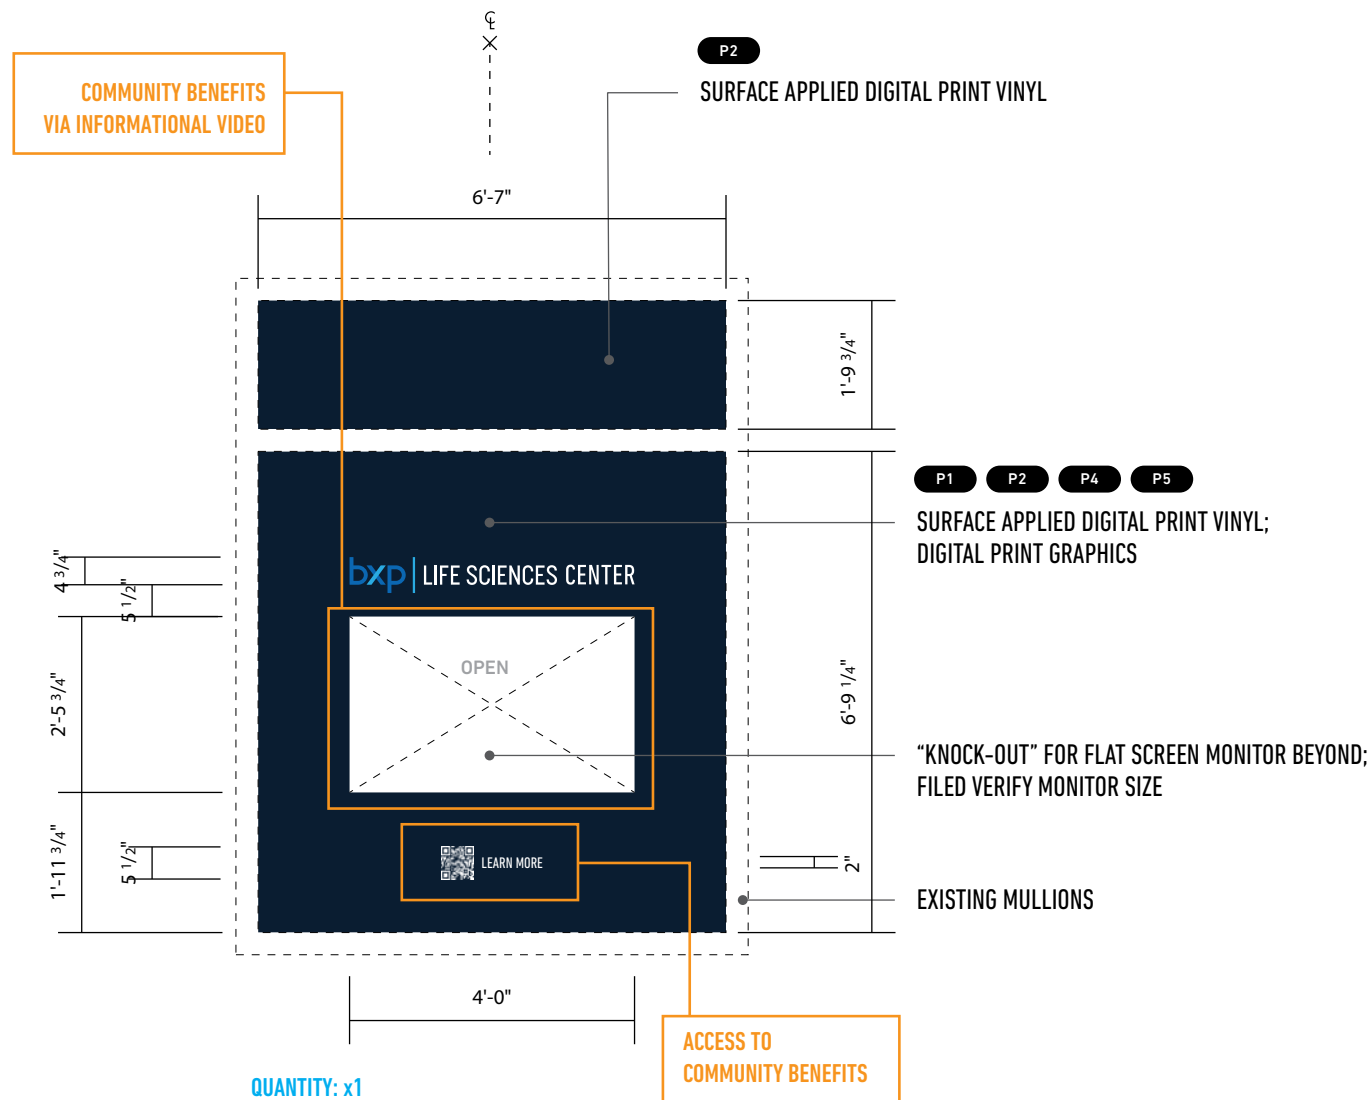 ℄
P2
SURFACE APPLIED DIGITAL PRINT VINYL
COMMUNITY BENEFITS
VIA INFORMATIONAL VIDEO
6'-7"
1'-9 3/4"
P1 P2 P4 P5
SURFACE APPLIED DIGITAL PRINT VINYL;
DIGITAL PRINT GRAPHICS
4 3/4"
5 1/2"
bxp | LIFE SCIENCES CENTER
OPEN
2'-5 3/4"
6'-9 1/4"
“KNOCK-OUT” FOR FLAT SCREEN MONITOR BEYOND;
FILED VERIFY MONITOR SIZE
1'-11 3/4"
5 1/2"
LEARN MORE
2"
EXISTING MULLIONS
4'-0"
ACCESS TO
COMMUNITY BENEFITS
QUANTITY: x1